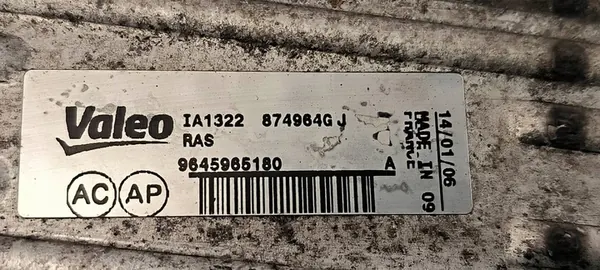 Valeo
IA1322 874964G J
RAS
9645965180 A
AC AP
MADE IN
FRANCE
09
14/01/06